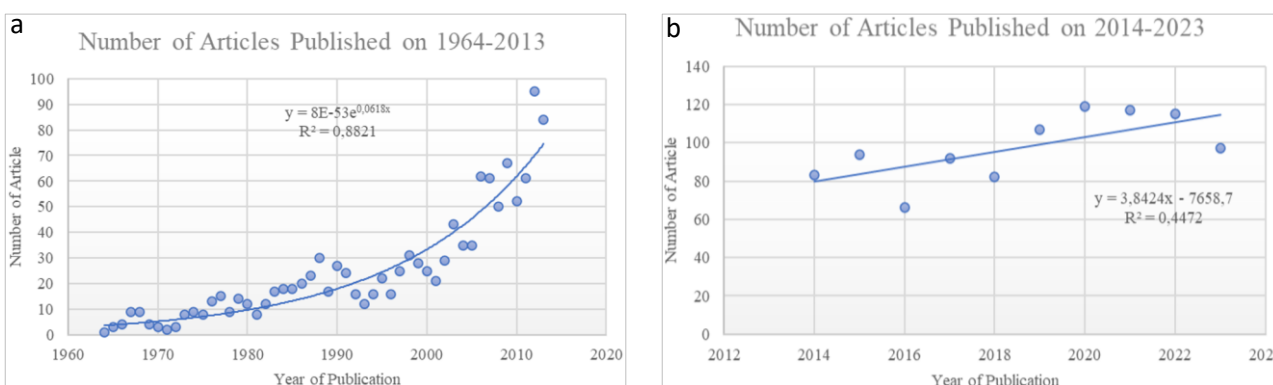 a
Number of Articles Published on 1964-2013
100
90
80
70
60
50
40
30
20
10
0
Number of Article
y = 8E-53e^0,0618x
R² = 0,8821
1960 1970 1980 1990 2000 2010 2020
Year of Publication
b
Number of Articles Published on 2014-2023
140
120
100
80
60
40
20
0
Number of Article
y = 3,8424x - 7658,7
R² = 0,4472
2012 2014 2016 2018 2020 2022
Year of Publication